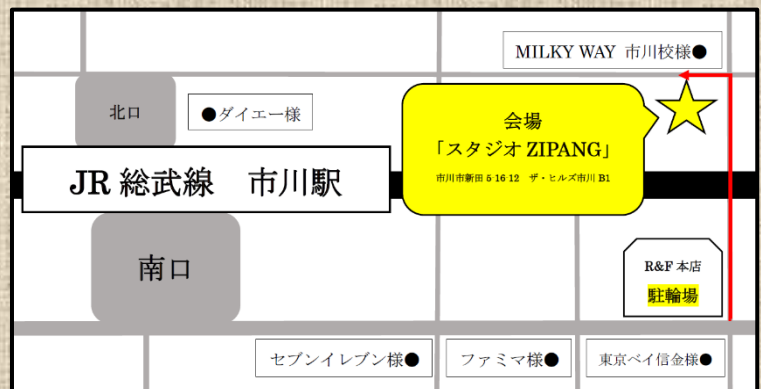 MILKY WAY 市川校様●
北口
●ダイエー様
会場
「スタジオ ZIPANG」
市川市新田 5-16-12 ザ・ヒルズ市川 B1
JR 総武線 市川駅
南口
R&F 本店
駐輪場
セブンイレブン様●
ファミマ様●
東京ベイ信金様●